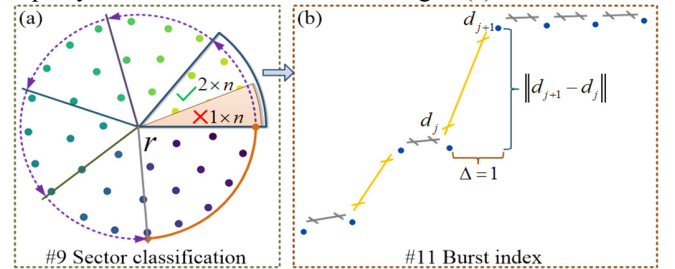 (a)
✓ 2 × n
✕ 1 × n
r
#9 Sector classification
(b)
d_{j+1}
‖d_{j+1} − d_j‖
d_j
Δ = 1
#11 Burst index